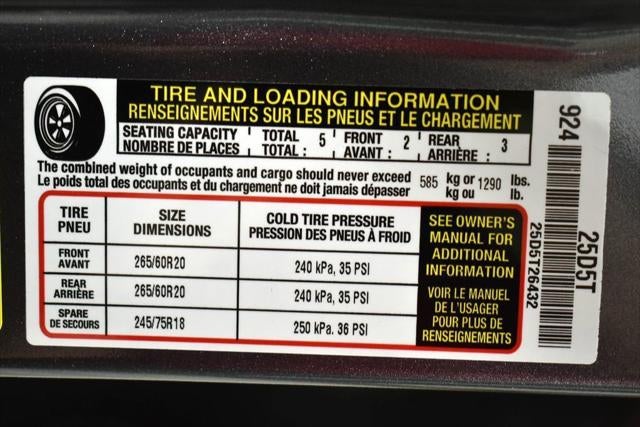 TIRE AND LOADING INFORMATION
RENSEIGNEMENTS SUR LES PNEUS ET LE CHARGEMENT
SEATING CAPACITY TOTAL 5 FRONT 2 REAR 3
NOMBRE DE PLACES TOTAL : AVANT : ARRIÈRE :
The combined weight of occupants and cargo should never exceed 585 kg or 1290 lbs.
Le poids total des occupants et du chargement ne doit jamais dépasser kg ou lb.
TIRE SIZE COLD TIRE PRESSURE
PNEU DIMENSIONS PRESSION DES PNEUS À FROID
FRONT
AVANT 265/60R20 240 kPa, 35 PSI
REAR
ARRIÈRE 265/60R20 240 kPa, 35 PSI
SPARE
DE SECOURS 245/75R18 250 kPa. 36 PSI
SEE OWNER'S
MANUAL FOR
ADDITIONAL
INFORMATION
VOIR LE MANUEL
DE L'USAGER
POUR PLUS DE
RENSEIGNEMENTS
924
25D5T
25D5T26432